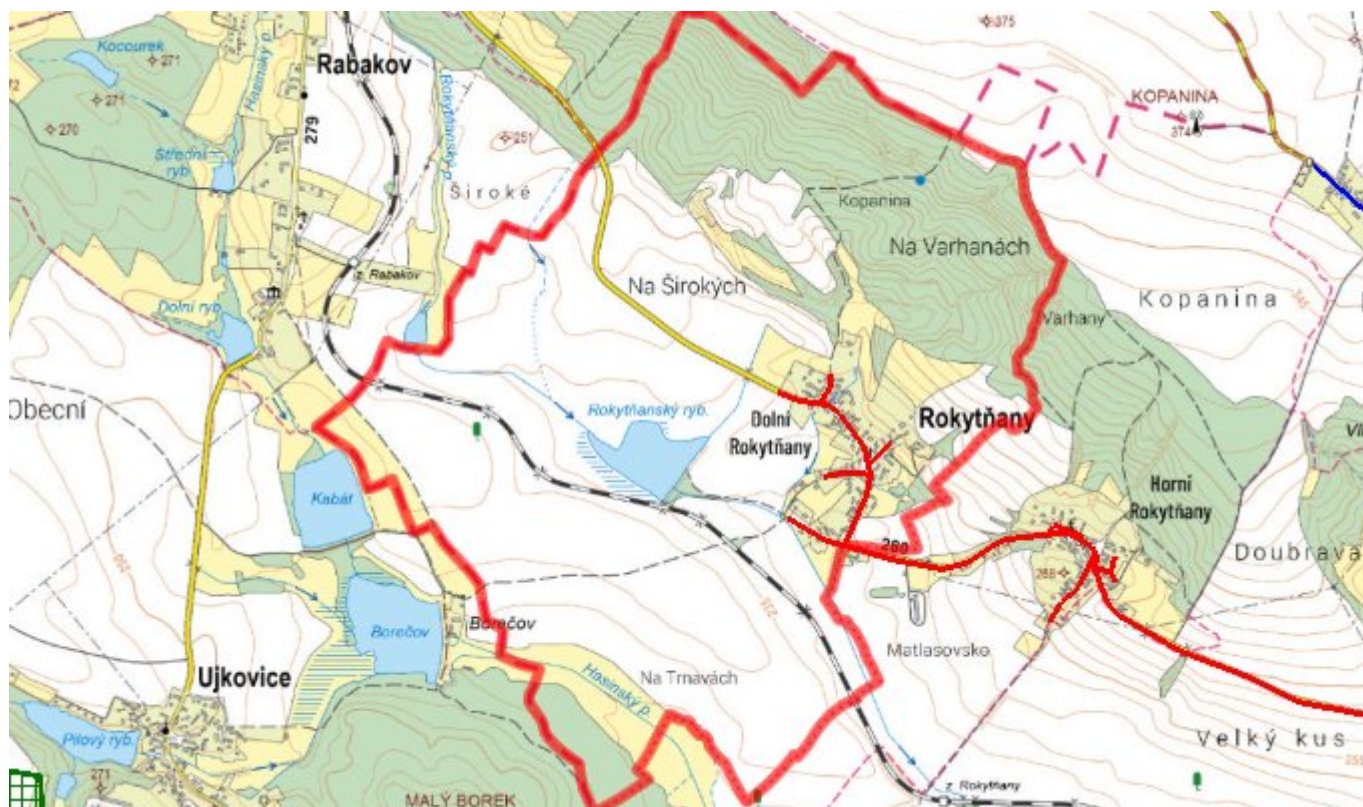 375
Kocourek
271
Hasinský p.
Rabakov
Rokytňanský p.
KOPANINA
271
270
279
251
374
Střední
ryb.
Široké
Kopanina
Na Varhanách
z. Rabakov
Na Širokých
Kopanina
345
Dolní ryb.
Varhany
Obecní
Rokytňanský ryb.
Dolní
Rokytňany
Rokytňany
Kabát
Horní
Rokytňany
260
Doubrava
268
Borečov
Borečov
Matlasovsko
Ujkovice
Na Trnavách
Hasinský p.
Pilový ryb.
Velký kus
271
z. Rokytňany
MALÝ BOREK